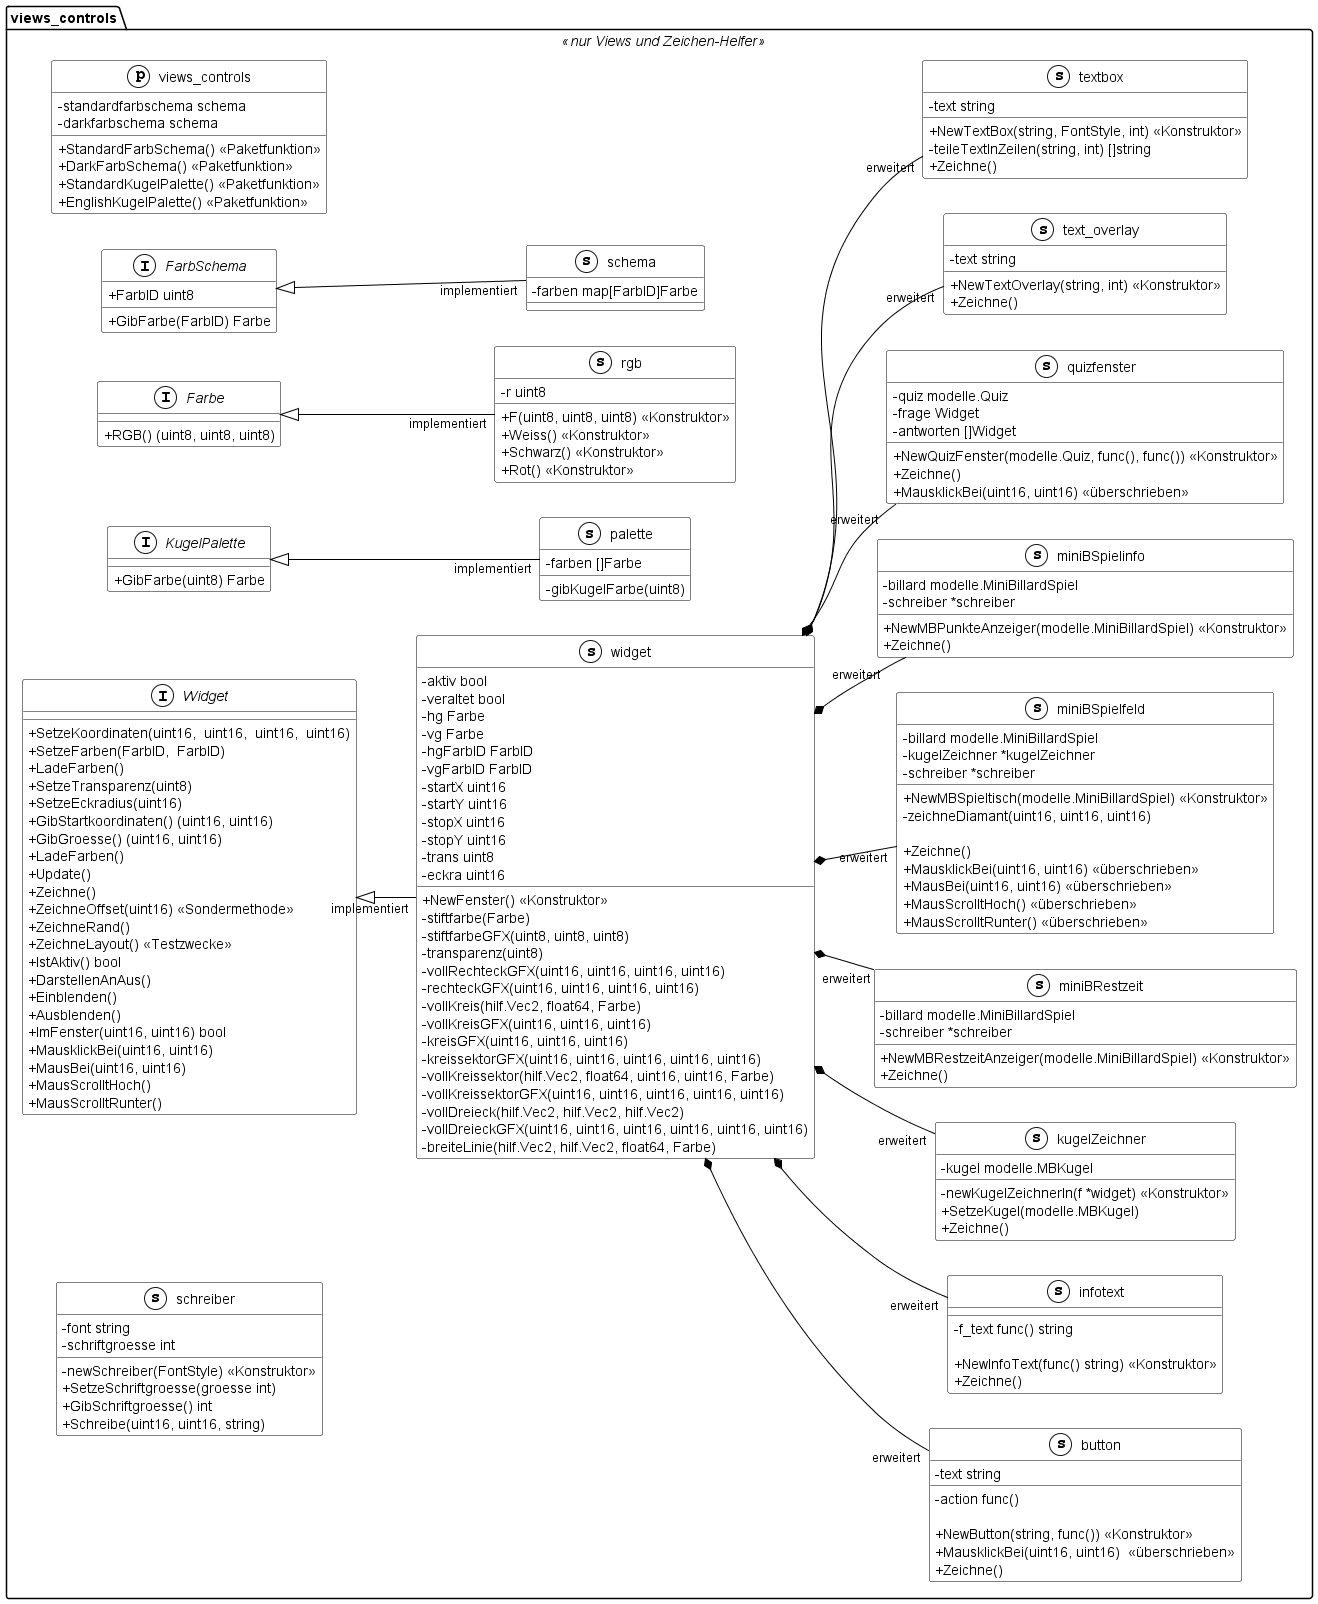 views_controls
«nur Views und Zeichen-Helfer»
P views_controls
-standardfarbschema schema
-darkfarbschema schema
+StandardFarbSchema() «Paketfunktion»
+DarkFarbSchema() «Paketfunktion»
+StandardKugelPalette() «Paketfunktion»
+EnglishKugelPalette() «Paketfunktion»
I FarbSchema
+FarbID uint8
+GibFarbe(FarbID) Farbe
implementiert
S schema
-farben map[FarbID]Farbe
I Farbe
+RGB() (uint8, uint8, uint8)
implementiert
S rgb
-r uint8
+F(uint8, uint8, uint8) «Konstruktor»
+Weiss() «Konstruktor»
+Schwarz() «Konstruktor»
+Rot() «Konstruktor»
I KugelPalette
+GibFarbe(uint8) Farbe
implementiert
S palette
-farben []Farbe
-gibKugelFarbe(uint8)
I Widget
+SetzeKoordinaten(uint16,  uint16,  uint16,  uint16)
+SetzeFarben(FarbID,  FarbID)
+LadeFarben()
+SetzeTransparenz(uint8)
+SetzeEckradius(uint16)
+GibStartkoordinaten() (uint16, uint16)
+GibGroesse() (uint16, uint16)
+LadeFarben()
+Update()
+Zeichne()
+ZeichneOffset(uint16) «Sondermethode»
+ZeichneRand()
+ZeichneLayout() «Testzwecke»
+IstAktiv() bool
+DarstellenAnAus()
+Einblenden()
+Ausblenden()
+ImFenster(uint16, uint16) bool
+MausklickBei(uint16, uint16)
+MausBei(uint16, uint16)
+MausScrolltHoch()
+MausScrolltRunter()
implementiert
S widget
-aktiv bool
-veraltet bool
-hg Farbe
-vg Farbe
-hgFarbID FarbID
-vgFarbID FarbID
-startX uint16
-startY uint16
-stopX uint16
-stopY uint16
-trans uint8
-eckra uint16
+NewFenster() «Konstruktor»
-stiftfarbe(Farbe)
-stiftfarbeGFX(uint8, uint8, uint8)
-transparenz(uint8)
-vollRechteckGFX(uint16, uint16, uint16, uint16)
-rechteckGFX(uint16, uint16, uint16, uint16)
-vollKreis(hilf.Vec2, float64, Farbe)
-vollKreisGFX(uint16, uint16, uint16)
-kreisGFX(uint16, uint16, uint16)
-kreissektorGFX(uint16, uint16, uint16, uint16, uint16)
-vollKreissektor(hilf.Vec2, float64, uint16, uint16, Farbe)
-vollKreissektorGFX(uint16, uint16, uint16, uint16, uint16)
-vollDreieck(hilf.Vec2, hilf.Vec2, hilf.Vec2)
-vollDreieckGFX(uint16, uint16, uint16, uint16, uint16, uint16)
-breiteLinie(hilf.Vec2, hilf.Vec2, float64, Farbe)
S schreiber
-font string
-schriftgroesse int
-newSchreiber(FontStyle) «Konstruktor»
+SetzeSchriftgroesse(groesse int)
+GibSchriftgroesse() int
+Schreibe(uint16, uint16, string)
S textbox
-text string
+NewTextBox(string, FontStyle, int) «Konstruktor»
-teileTextInZeilen(string, int) []string
+Zeichne()
erweitert
S text_overlay
-text string
+NewTextOverlay(string, int) «Konstruktor»
+Zeichne()
erweitert
S quizfenster
-quiz modelle.Quiz
-frage Widget
-antworten []Widget
+NewQuizFenster(modelle.Quiz, func(), func()) «Konstruktor»
+Zeichne()
+MausklickBei(uint16, uint16) «überschrieben»
erweitert
S miniBSpielinfo
-billard modelle.MiniBillardSpiel
-schreiber *schreiber
+NewMBPunkteAnzeiger(modelle.MiniBillardSpiel) «Konstruktor»
+Zeichne()
erweitert
S miniBSpielfeld
-billard modelle.MiniBillardSpiel
-kugelZeichner *kugelZeichner
-schreiber *schreiber
+NewMBSpieltisch(modelle.MiniBillardSpiel) «Konstruktor»
-zeichneDiamant(uint16, uint16, uint16)
+Zeichne()
+MausklickBei(uint16, uint16) «überschrieben»
+MausBei(uint16, uint16) «überschrieben»
+MausScrolltHoch() «überschrieben»
+MausScrolltRunter() «überschrieben»
erweitert
S miniBRestzeit
-billard modelle.MiniBillardSpiel
-schreiber *schreiber
+NewMBRestzeitAnzeiger(modelle.MiniBillardSpiel) «Konstruktor»
+Zeichne()
erweitert
S kugelZeichner
-kugel modelle.MBKugel
-newKugelZeichnerIn(f *widget) «Konstruktor»
+SetzeKugel(modelle.MBKugel)
+Zeichne()
erweitert
S infotext
-f_text func() string
+NewInfoText(func() string) «Konstruktor»
+Zeichne()
erweitert
S button
-text string
-action func()
+NewButton(string, func()) «Konstruktor»
+MausklickBei(uint16, uint16)  «überschrieben»
+Zeichne()
erweitert